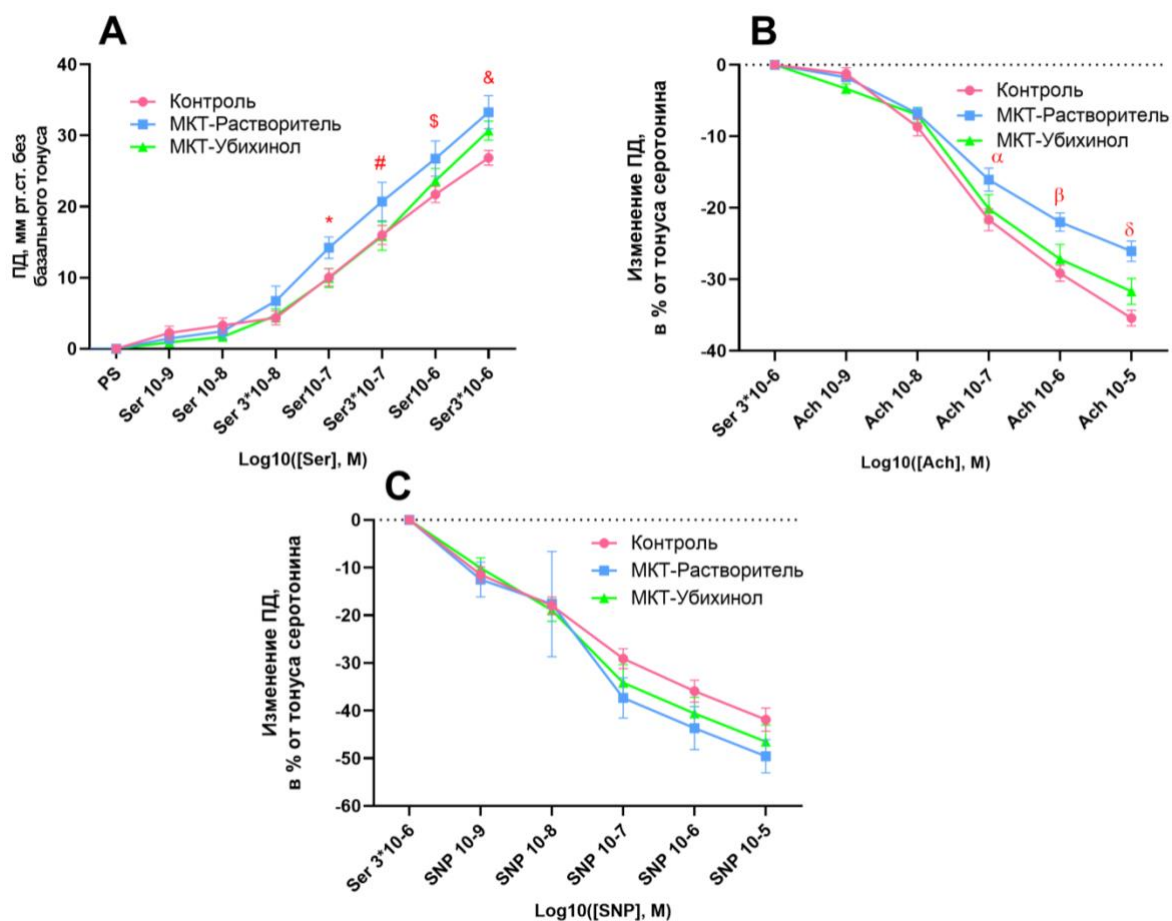 A
ПД, мм рт.ст. без
базального тонуса
40
30
20
10
0
Контроль
МКТ-Растворитель
МКТ-Убихинол
*
#
$
&
PS
Ser 10-9
Ser 10-8
Ser 3*10-8
Ser10-7
Ser3*10-7
Ser10-6
Ser3*10-6
Log10([Ser], M)
B
Изменение ПД,
в % от тонуса серотонина
0
-10
-20
-30
-40
Контроль
МКТ-Растворитель
МКТ-Убихинол
α
β
δ
Ser 3*10-6
Ach 10-9
Ach 10-8
Ach 10-7
Ach 10-6
Ach 10-5
Log10([Ach], M)
C
Изменение ПД,
в % от тонуса серотонина
0
-10
-20
-30
-40
-50
-60
Контроль
МКТ-Растворитель
МКТ-Убихинол
Ser 3*10-6
SNP 10-9
SNP 10-8
SNP 10-7
SNP 10-6
SNP 10-5
Log10([SNP], M)